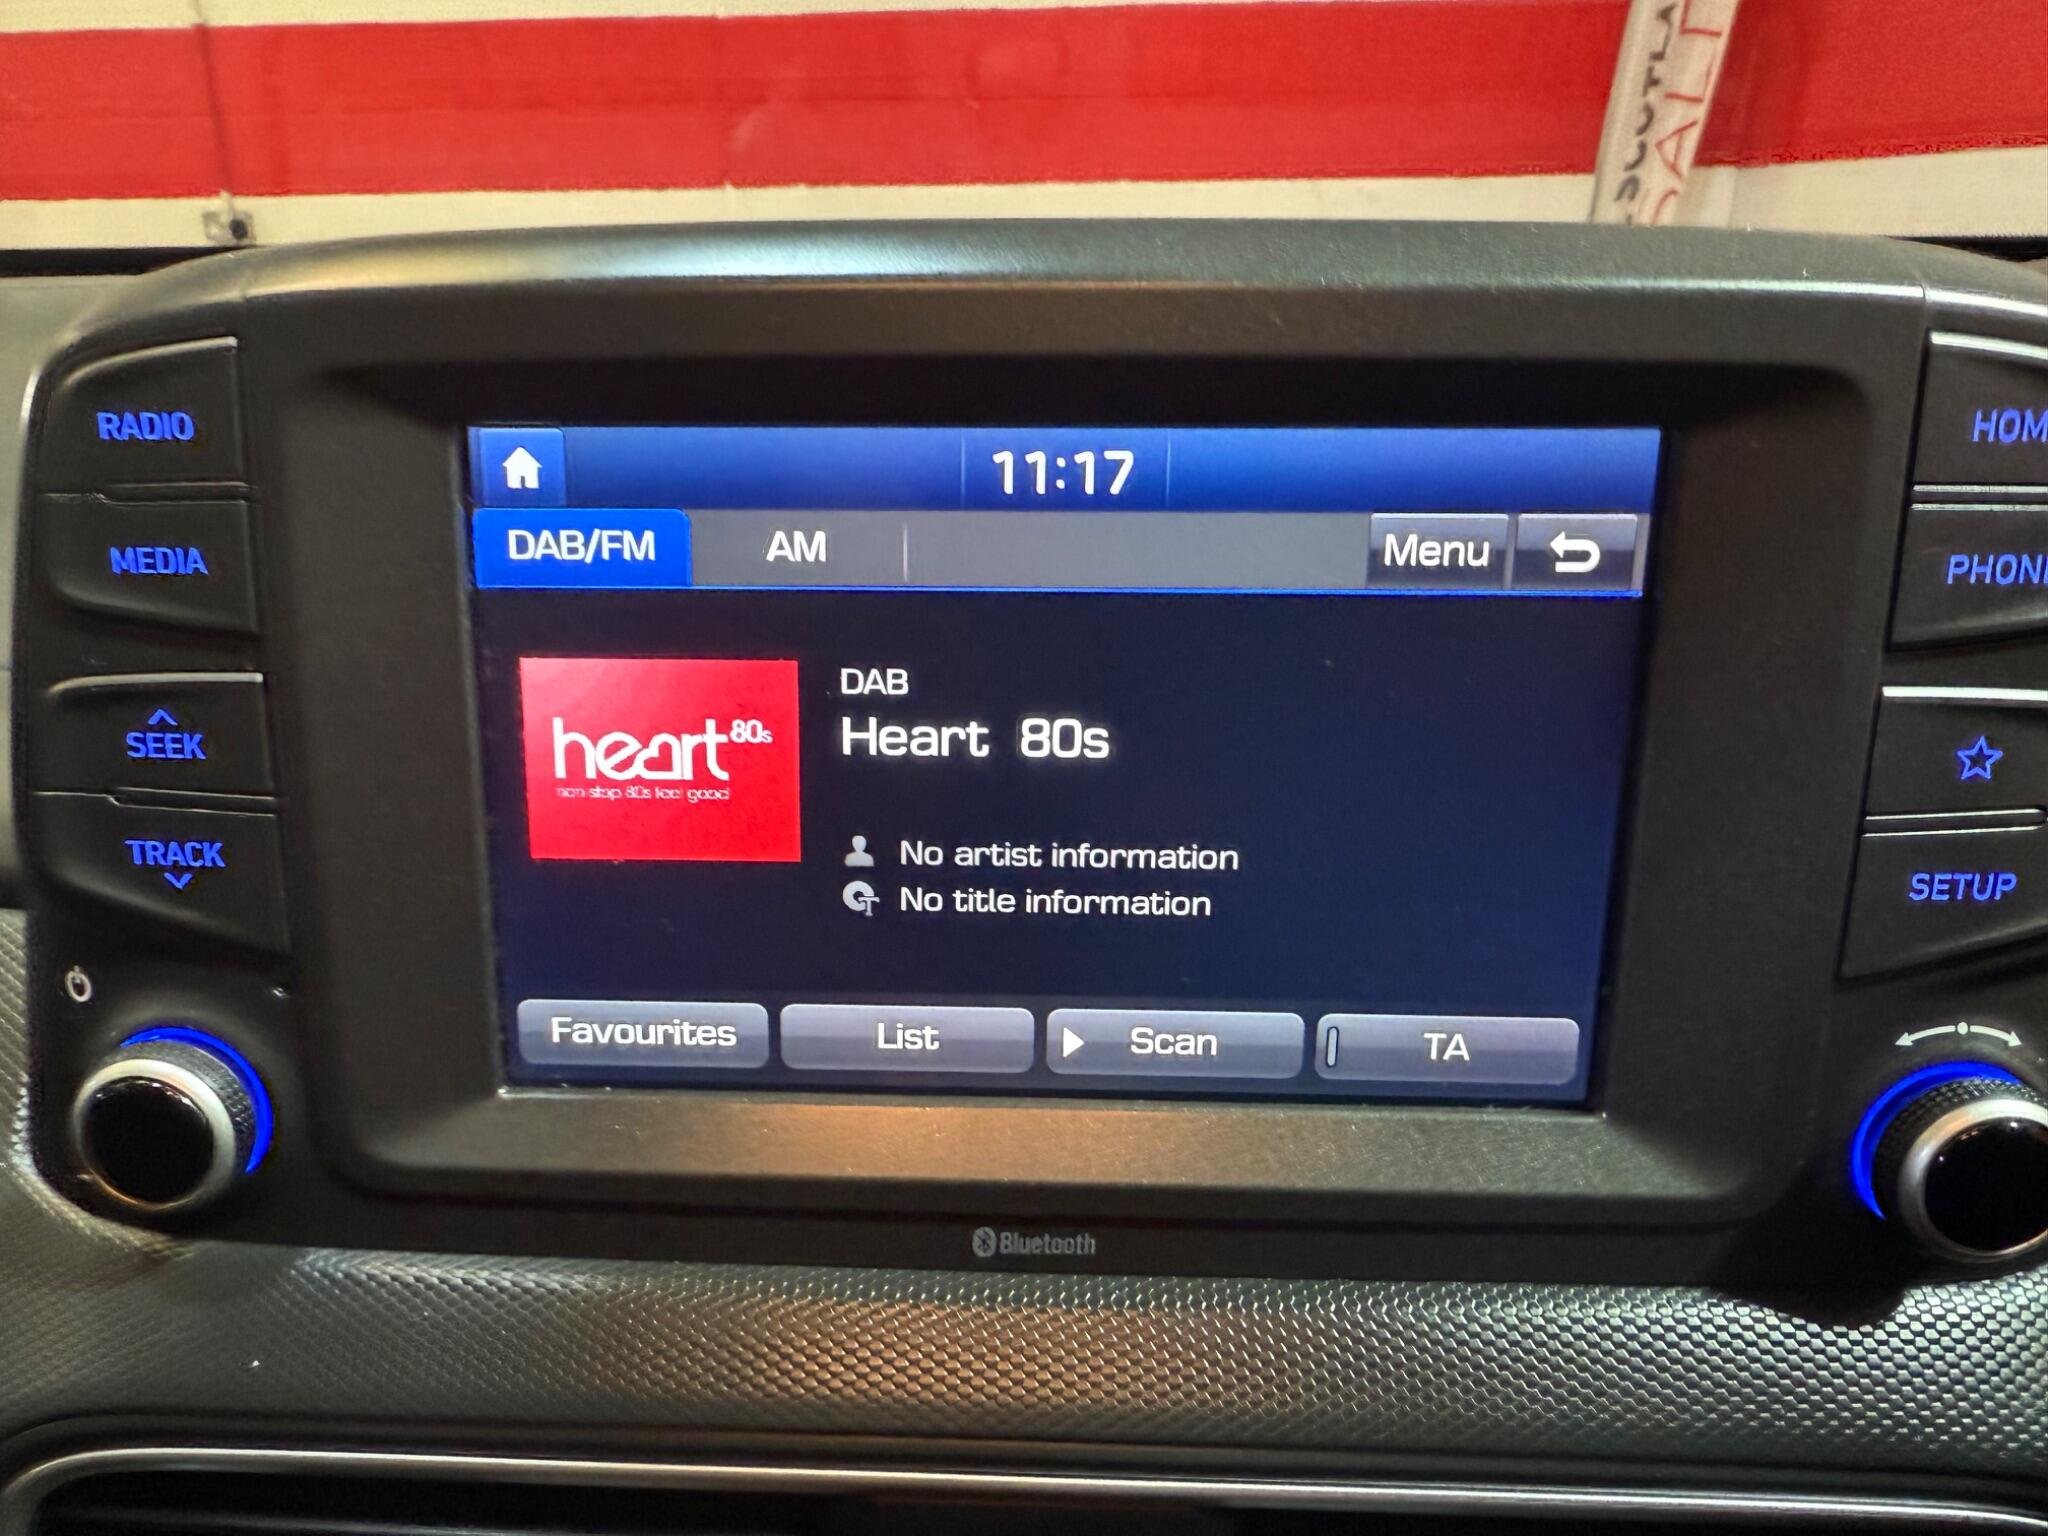 RADIO
MEDIA
SEEK
TRACK
11:17
DAB/FM AM Menu
heart 80s
non stop 80s feel good
DAB
Heart 80s
No artist information
No title information
Favourites List Scan TA
HOM
PHON
SETUP
Bluetooth